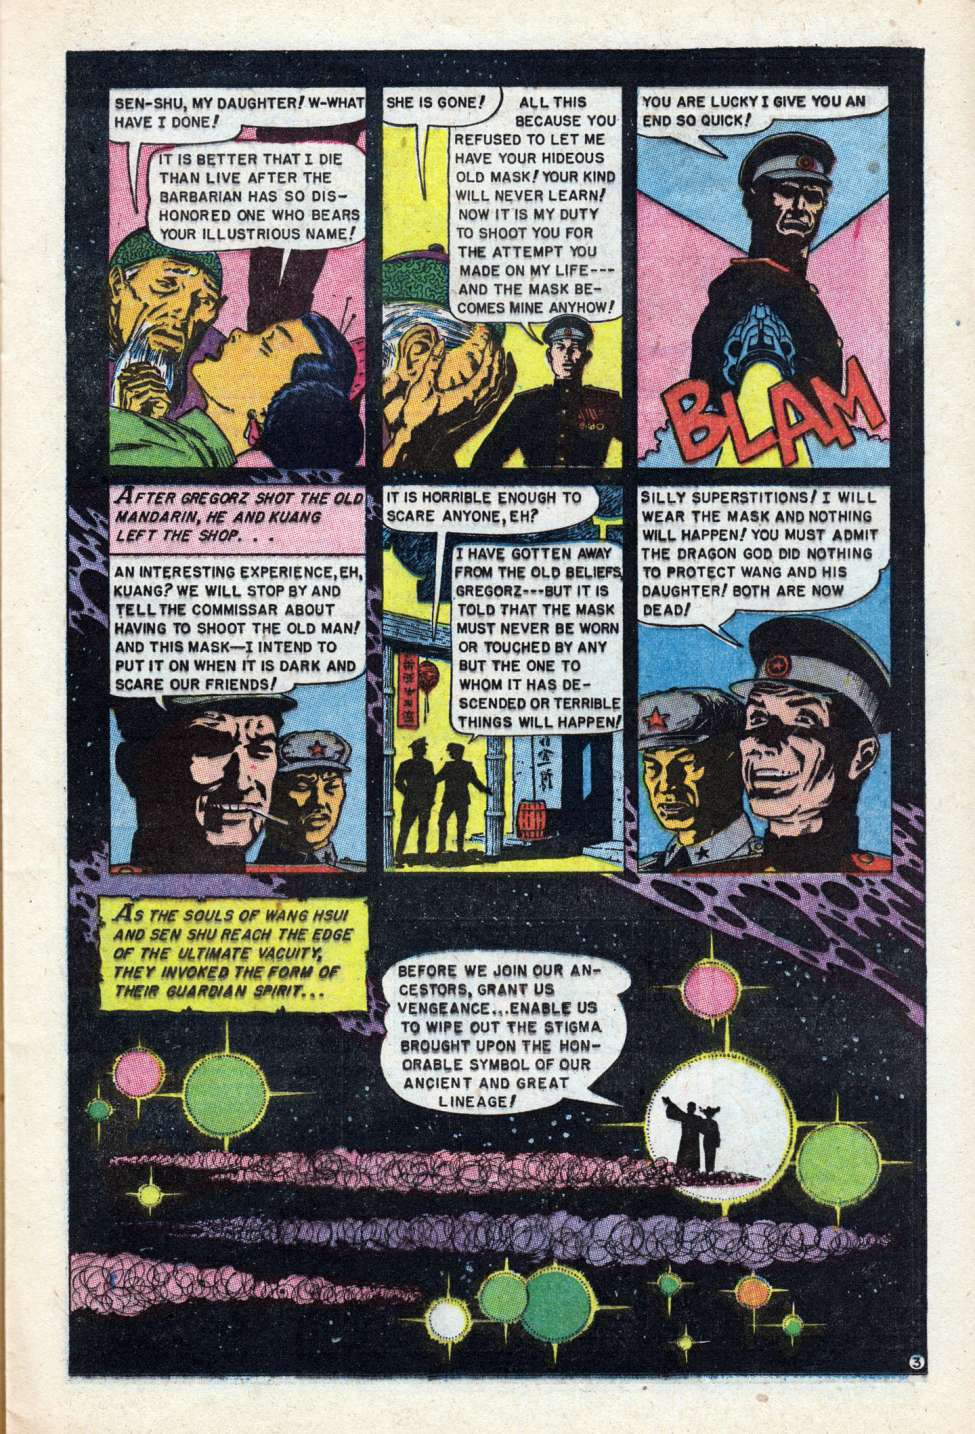 SEN-SHU, MY DAUGHTER! W-WHAT
HAVE I DONE!
IT IS BETTER THAT I DIE
THAN LIVE AFTER THE
BARBARIAN HAS SO DIS-
HONORED ONE WHO BEARS
YOUR ILLUSTRIOUS NAME!
SHE IS GONE!
ALL THIS
BECAUSE YOU
REFUSED TO LET ME
HAVE YOUR HIDEOUS
OLD MASK! YOUR KIND
WILL NEVER LEARN!
NOW IT IS MY DUTY
TO SHOOT YOU FOR
THE ATTEMPT YOU
MADE ON MY LIFE---
AND THE MASK BE-
COMES MINE ANYHOW!
YOU ARE LUCKY I GIVE YOU AN
END SO QUICK!
BLAM
AFTER GREGORZ SHOT THE OLD
MANDARIN, HE AND KUANG
LEFT THE SHOP...
AN INTERESTING EXPERIENCE, EH,
KUANG? WE WILL STOP BY AND
TELL THE COMMISSAR ABOUT
HAVING TO SHOOT THE OLD MAN!
AND THIS MASK—I INTEND TO
PUT IT ON WHEN IT IS DARK AND
SCARE OUR FRIENDS!
IT IS HORRIBLE ENOUGH TO
SCARE ANYONE, EH?
I HAVE GOTTEN AWAY
FROM THE OLD BELIEFS,
GREGORZ---BUT IT IS
TOLD THAT THE MASK
MUST NEVER BE WORN
OR TOUCHED BY ANY
BUT THE ONE TO
WHOM IT HAS DE-
SCENDED OR TERRIBLE
THINGS WILL HAPPEN!
SILLY SUPERSTITIONS! I WILL
WEAR THE MASK AND NOTHING
WILL HAPPEN! YOU MUST ADMIT
THE DRAGON GOD DID NOTHING
TO PROTECT WANG AND HIS
DAUGHTER! BOTH ARE NOW
DEAD!
AS THE SOULS OF WANG HSUI
AND SEN SHU REACH THE EDGE
OF THE ULTIMATE VACUITY,
THEY INVOKED THE FORM OF
THEIR GUARDIAN SPIRIT...
BEFORE WE JOIN OUR AN-
CESTORS, GRANT US
VENGEANCE...ENABLE US
TO WIPE OUT THE STIGMA
BROUGHT UPON THE HON-
ORABLE SYMBOL OF OUR
ANCIENT AND GREAT
LINEAGE!
3